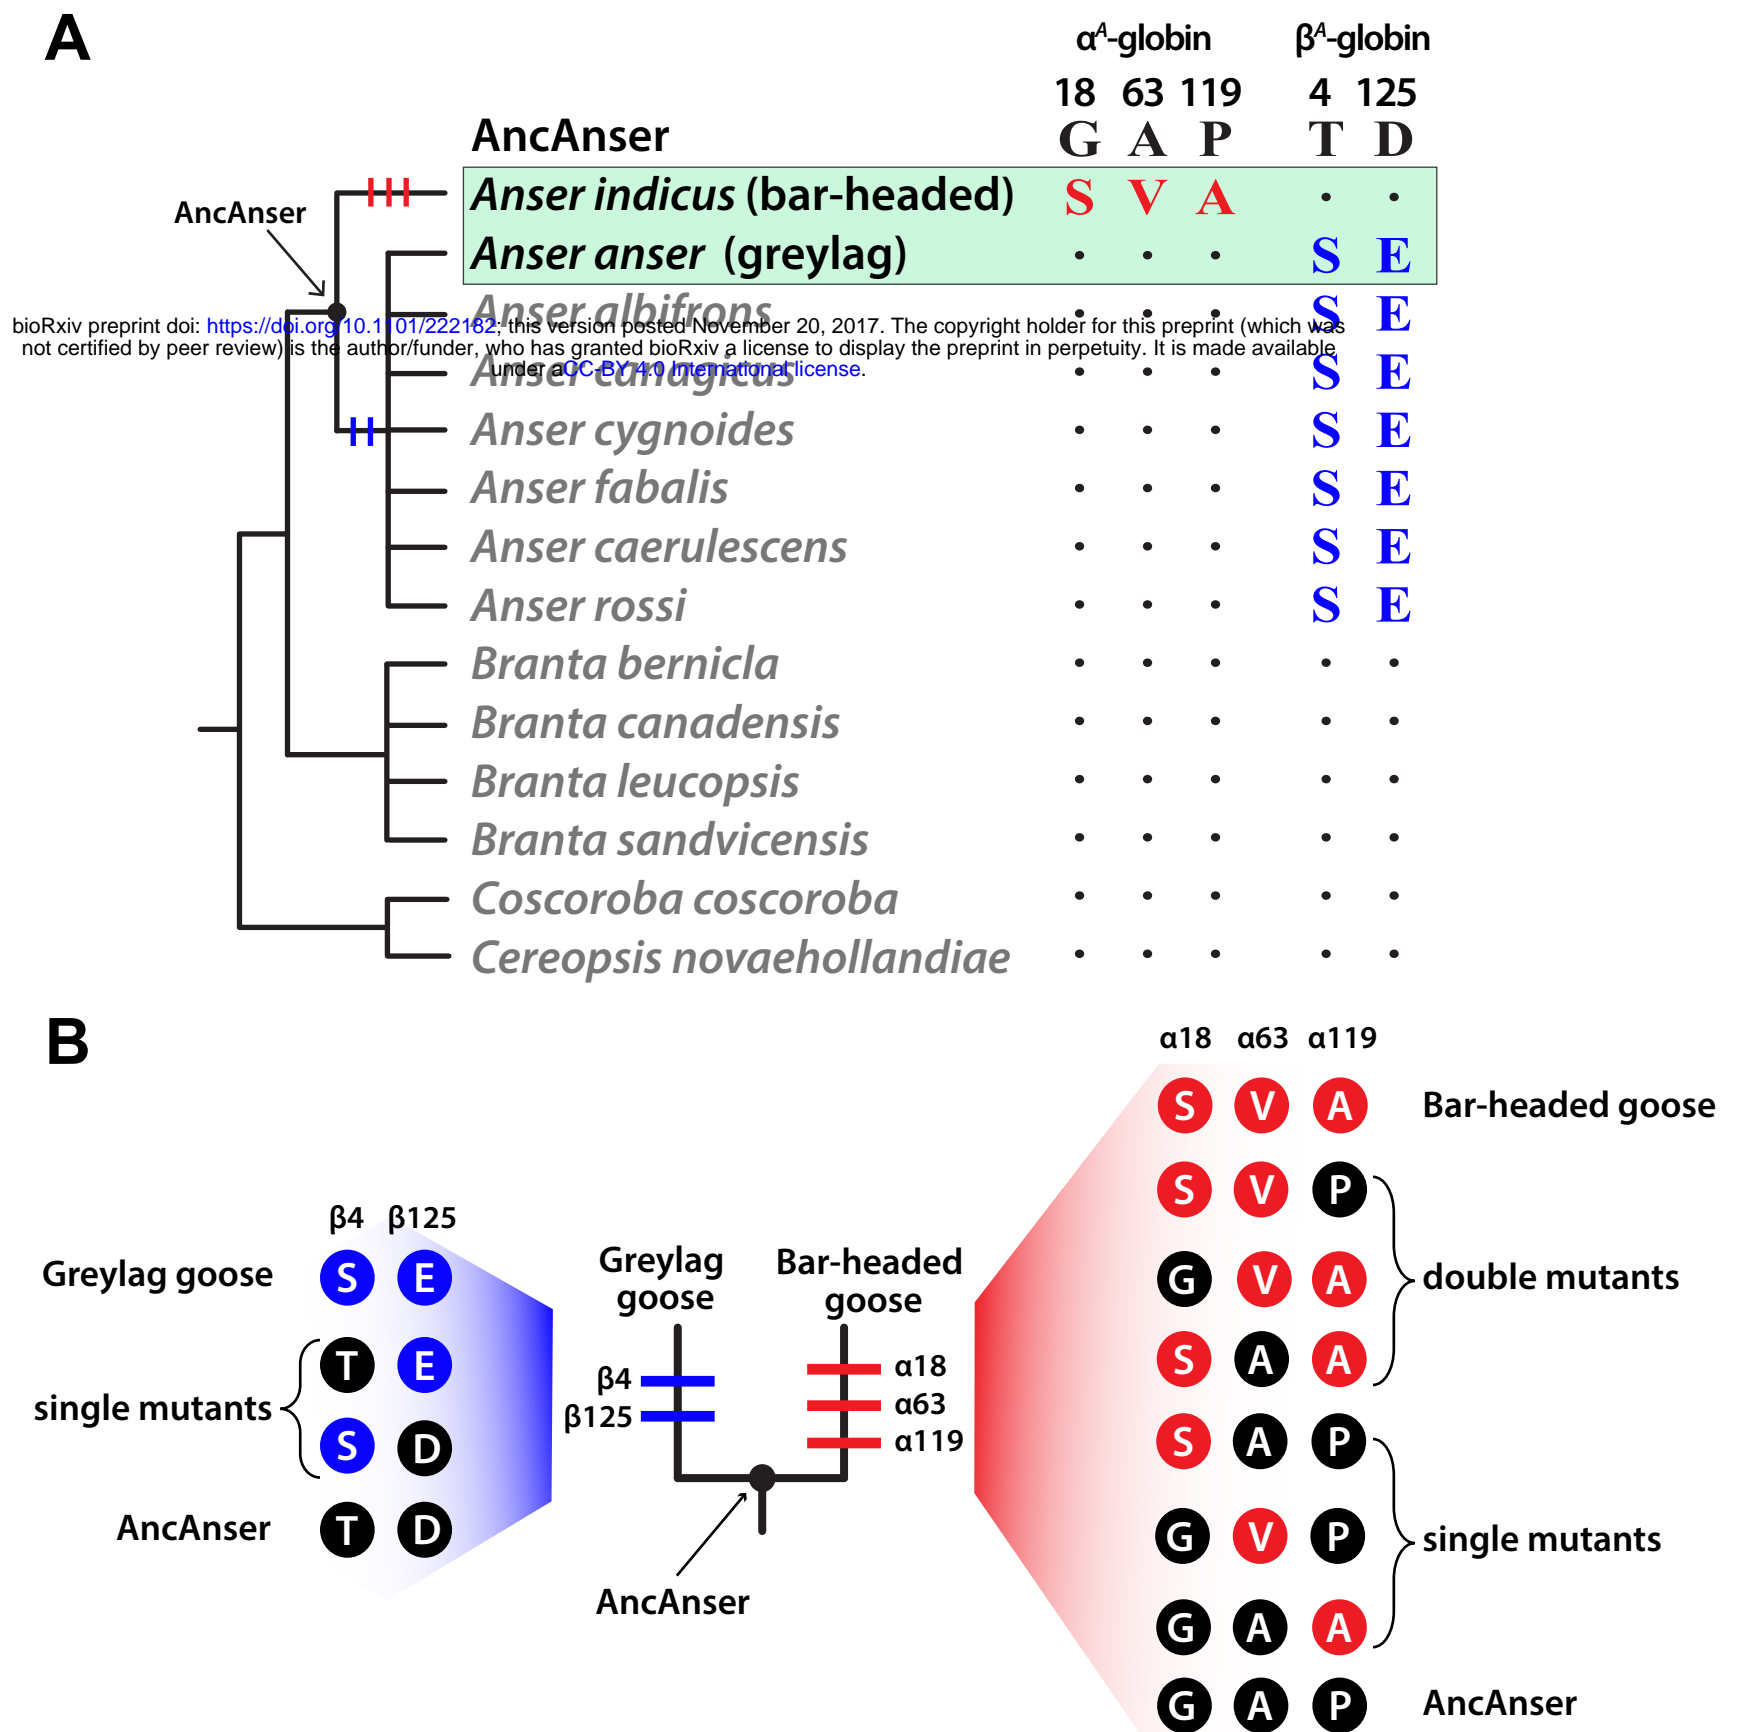 A
αA-globin βA-globin
18 63 119 4 125
AncAnser G A P T D
Anser indicus (bar-headed) S V A · ·
AncAnser
Anser anser (greylag) · · · S E
Anser albifrons · · · S E
bioRxiv preprint doi: https://doi.org/10.1101/222182; this version posted November 20, 2017. The copyright holder for this preprint (which was
not certified by peer review) is the author/funder, who has granted bioRxiv a license to display the preprint in perpetuity. It is made available
under aCC-BY 4.0 International license.
Anser canagicus · · · S E
Anser cygnoides · · · S E
Anser fabalis · · · S E
Anser caerulescens · · · S E
Anser rossi · · · S E
Branta bernicla · · · · ·
Branta canadensis · · · · ·
Branta leucopsis · · · · ·
Branta sandvicensis · · · · ·
Coscoroba coscoroba · · · · ·
Cereopsis novaehollandiae · · · · ·
B
β4 β125
Greylag goose S E
single mutants
T E
S D
AncAnser T D
Greylag
goose
Bar-headed
goose
β4
β125
α18
α63
α119
AncAnser
α18 α63 α119
S V A Bar-headed goose
S V P
G V A
double mutants
S A A
S A P
G V P
single mutants
G A A
G A P AncAnser